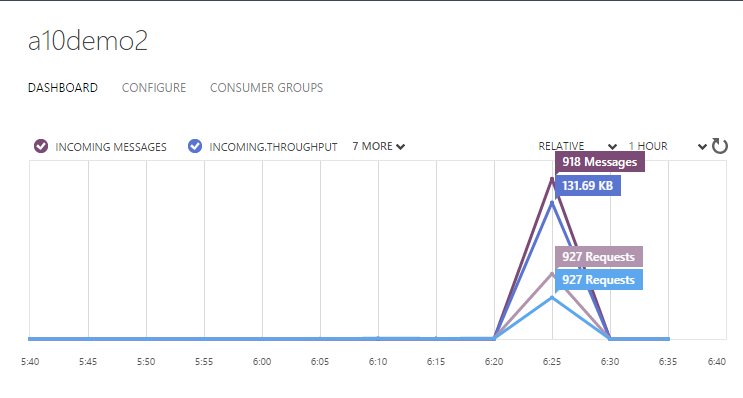 a10demo2
DASHBOARD CONFIGURE CONSUMER GROUPS
INCOMING MESSAGES INCOMING.THROUGHPUT 7 MORE RELATIVE 1 HOUR
918 Messages
131.69 KB
927 Requests
927 Requests
5:40 5:45 5:50 5:55 6:00 6:05 6:10 6:15 6:20 6:25 6:30 6:35 6:40